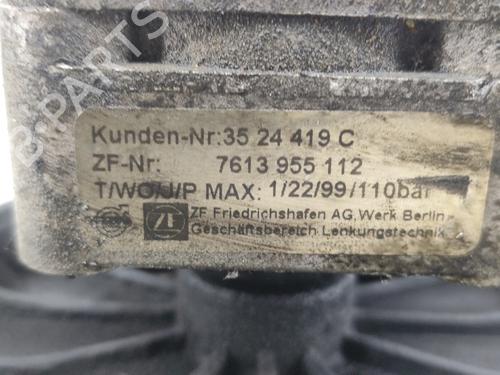 B-PARTS
Kunden-Nr:35 24 419 C
ZF-Nr: 7613 955 112
T/WO/J/P MAX: 1/22/99/110bar
ZF
ZF Friedrichshafen AG, Werk Berlin
Geschäftsbereich Lenkungstechnik